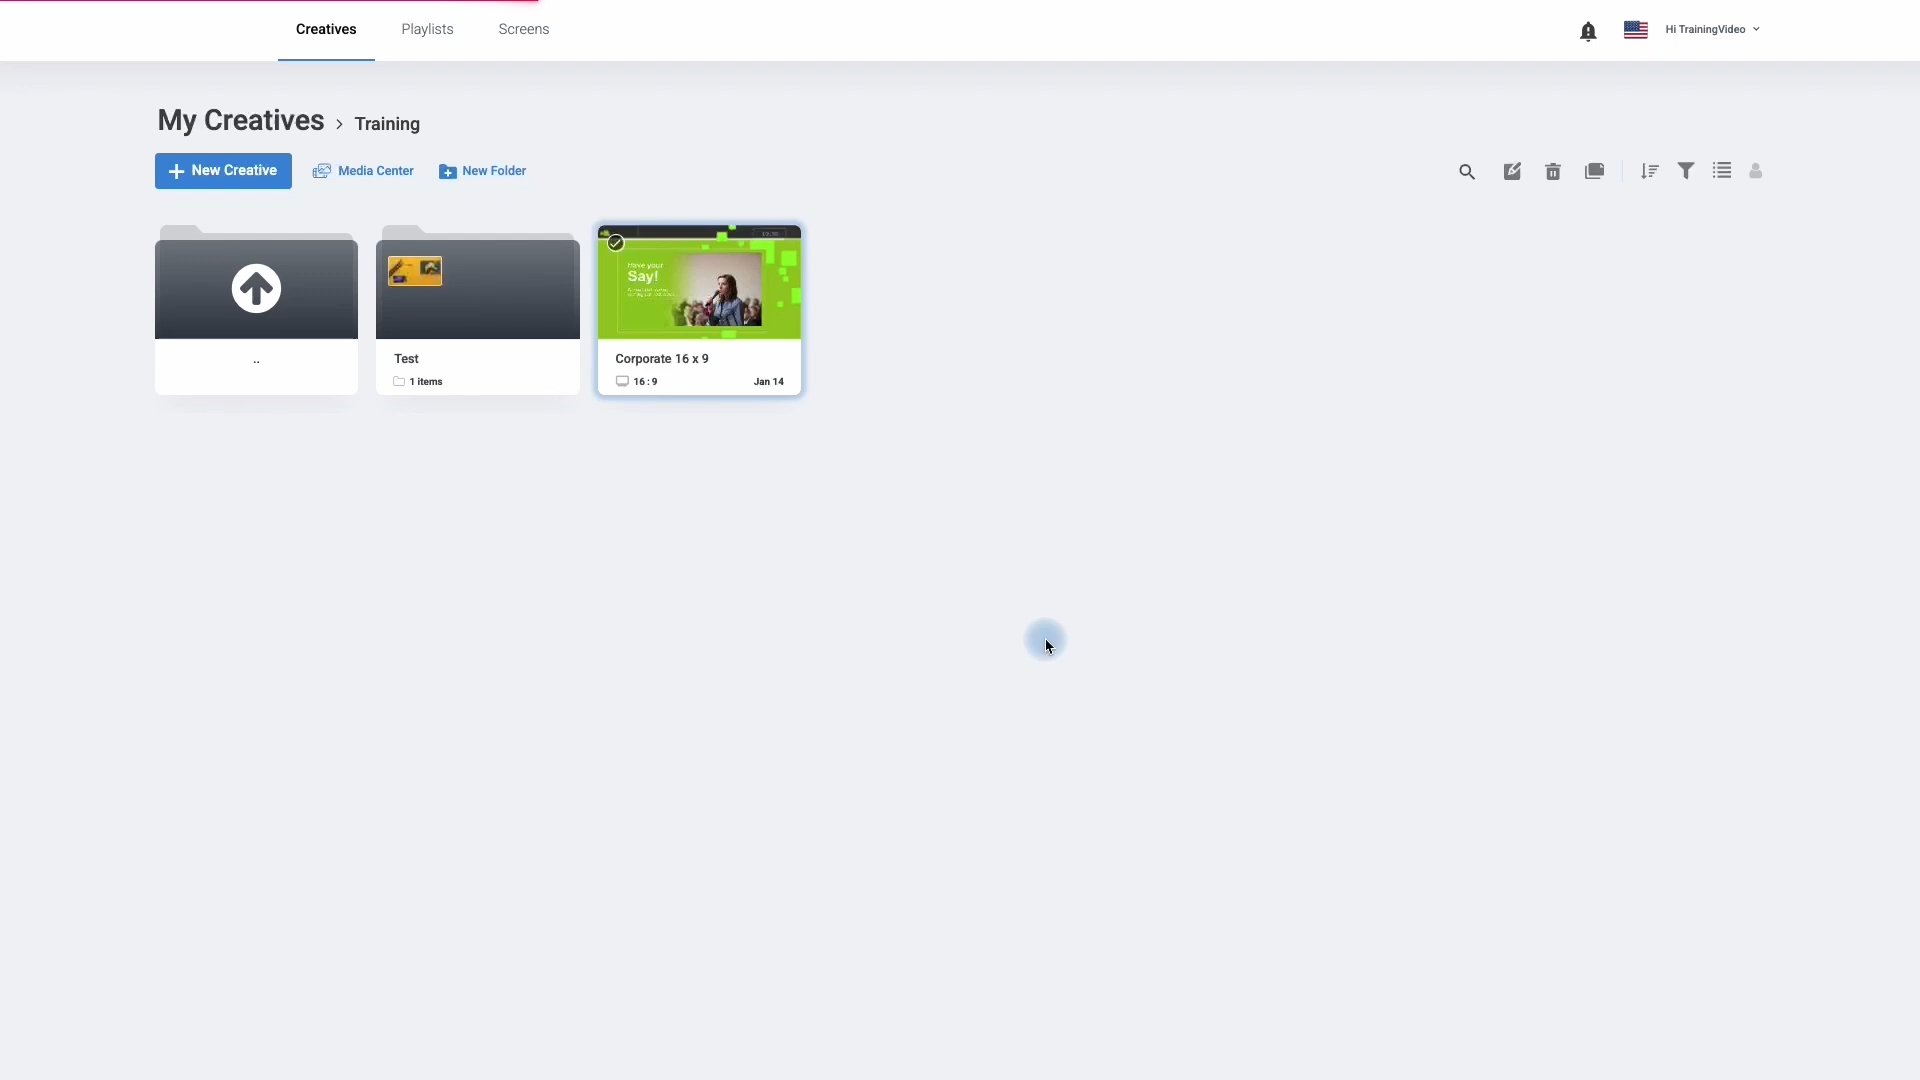 Creatives
Playlists
Screens
Hi TrainingVideo
My Creatives > Training
New Creative
Media Center
New Folder
..
Test
1 items
Have your
Say!
Corporate 16 x 9
16 : 9
Jan 14